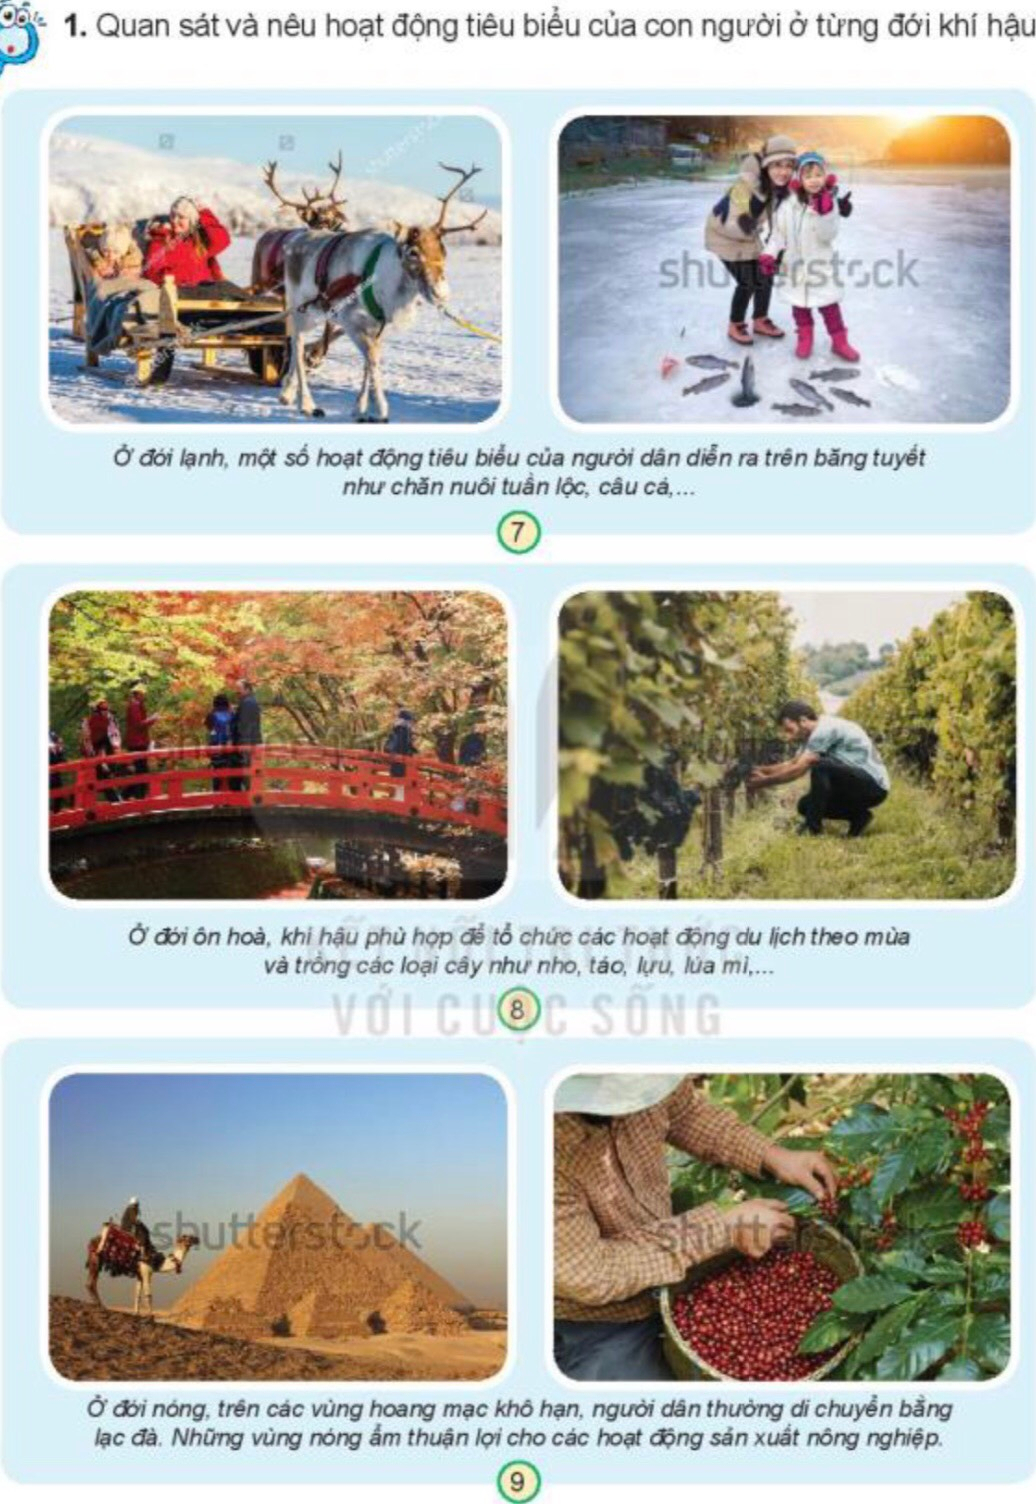 1. Quan sát và nêu hoạt động tiêu biểu của con người ở từng đới khí hậu
shutterstock
Ở đới lạnh, một số hoạt động tiêu biểu của người dân diễn ra trên băng tuyết
như chăn nuôi tuần lộc, câu cá,...
7
Ở đới ôn hoà, khí hậu phù hợp để tổ chức các hoạt động du lịch theo mùa
và trồng các loại cây như nho, táo, lựu, lúa mì,...
KẾT NỐI TRI THỨC
VỚI CUỘC SỐNG
8
shutterstock
shutterstock
Ở đới nóng, trên các vùng hoang mạc khô hạn, người dân thường di chuyển bằng
lạc đà. Những vùng nóng ẩm thuận lợi cho các hoạt động sản xuất nông nghiệp.
9